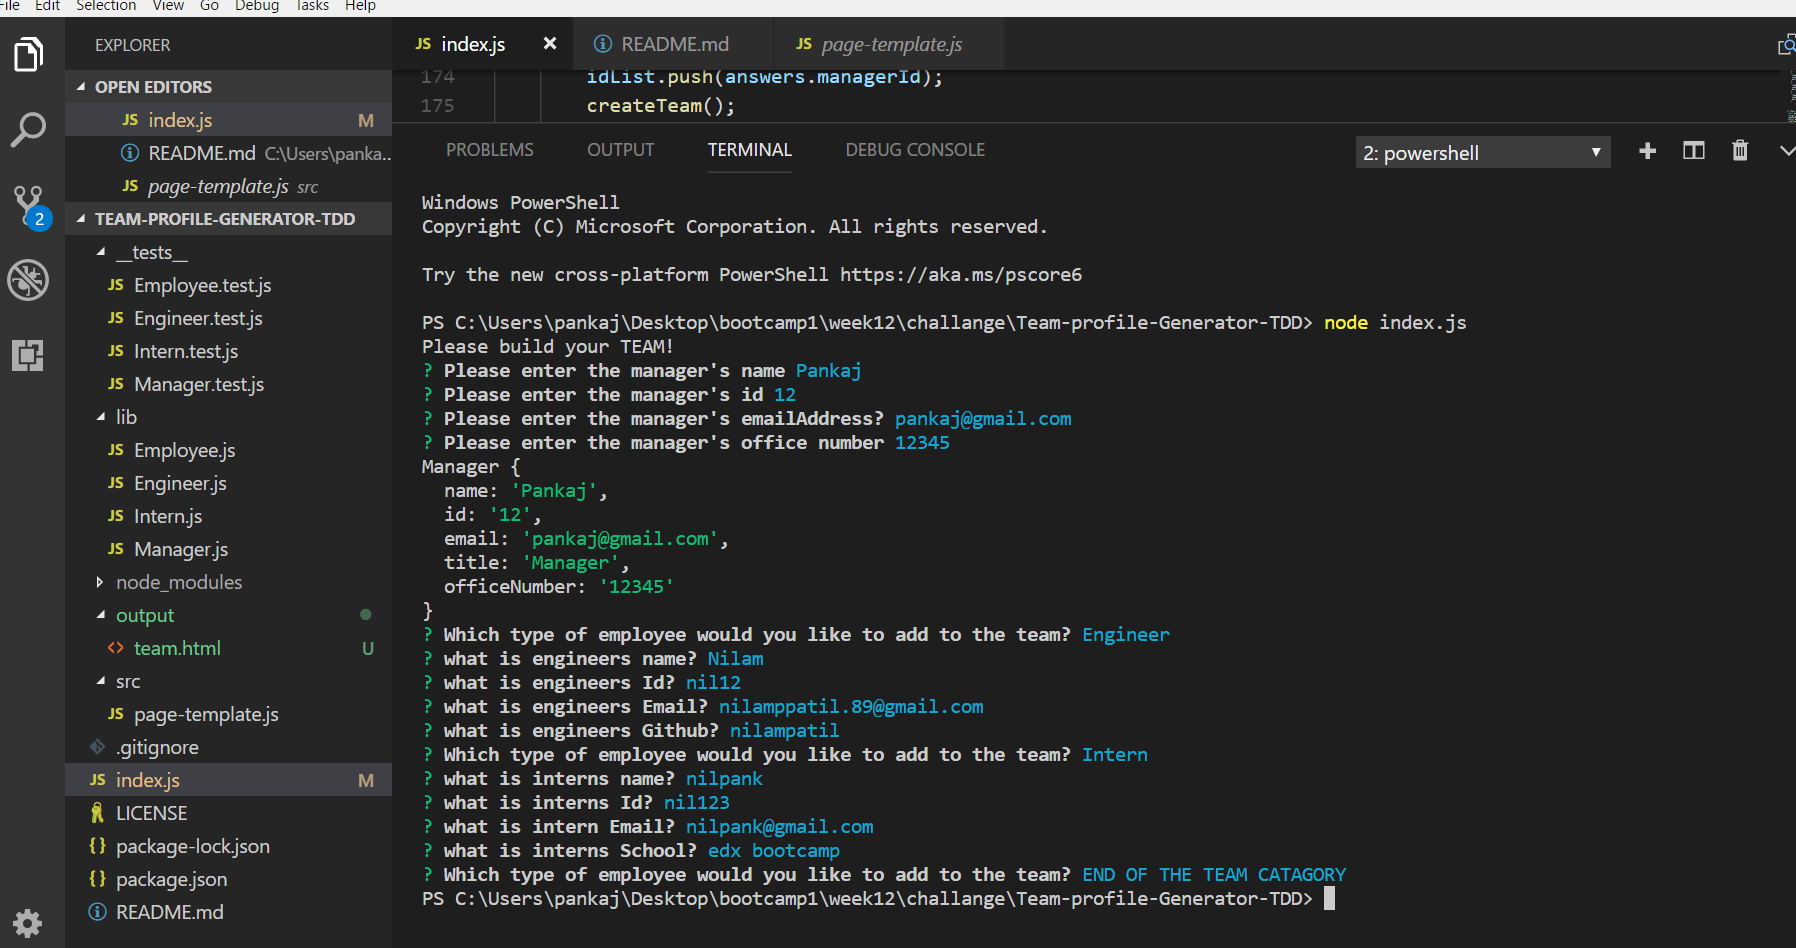 File Edit Selection View Go Debug Tasks Help
EXPLORER
OPEN EDITORS
JS index.js M
README.md C:\Users\panka..
JS page-template.js src
2
TEAM-PROFILE-GENERATOR-TDD
__tests__
JS Employee.test.js
JS Engineer.test.js
JS Intern.test.js
JS Manager.test.js
lib
JS Employee.js
JS Engineer.js
JS Intern.js
JS Manager.js
node_modules
output
<> team.html U
src
JS page-template.js
.gitignore
JS index.js M
LICENSE
{} package-lock.json
{} package.json
README.md
JS index.js × README.md JS page-template.js
174 idList.push(answers.managerId);
175 createTeam();
PROBLEMS OUTPUT TERMINAL DEBUG CONSOLE 2: powershell
Windows PowerShell
Copyright (C) Microsoft Corporation. All rights reserved.
Try the new cross-platform PowerShell https://aka.ms/pscore6
PS C:\Users\pankaj\Desktop\bootcamp1\week12\challange\Team-profile-Generator-TDD> node index.js
Please build your TEAM!
? Please enter the manager's name Pankaj
? Please enter the manager's id 12
? Please enter the manager's emailAddress? pankaj@gmail.com
? Please enter the manager's office number 12345
Manager {
name: 'Pankaj',
id: '12',
email: 'pankaj@gmail.com',
title: 'Manager',
officeNumber: '12345'
}
? Which type of employee would you like to add to the team? Engineer
? what is engineers name? Nilam
? what is engineers Id? nil12
? what is engineers Email? nilamppatil.89@gmail.com
? what is engineers Github? nilampatil
? Which type of employee would you like to add to the team? Intern
? what is interns name? nilpank
? what is interns Id? nil123
? what is intern Email? nilpank@gmail.com
? what is interns School? edx bootcamp
? Which type of employee would you like to add to the team? END OF THE TEAM CATAGORY
PS C:\Users\pankaj\Desktop\bootcamp1\week12\challange\Team-profile-Generator-TDD>